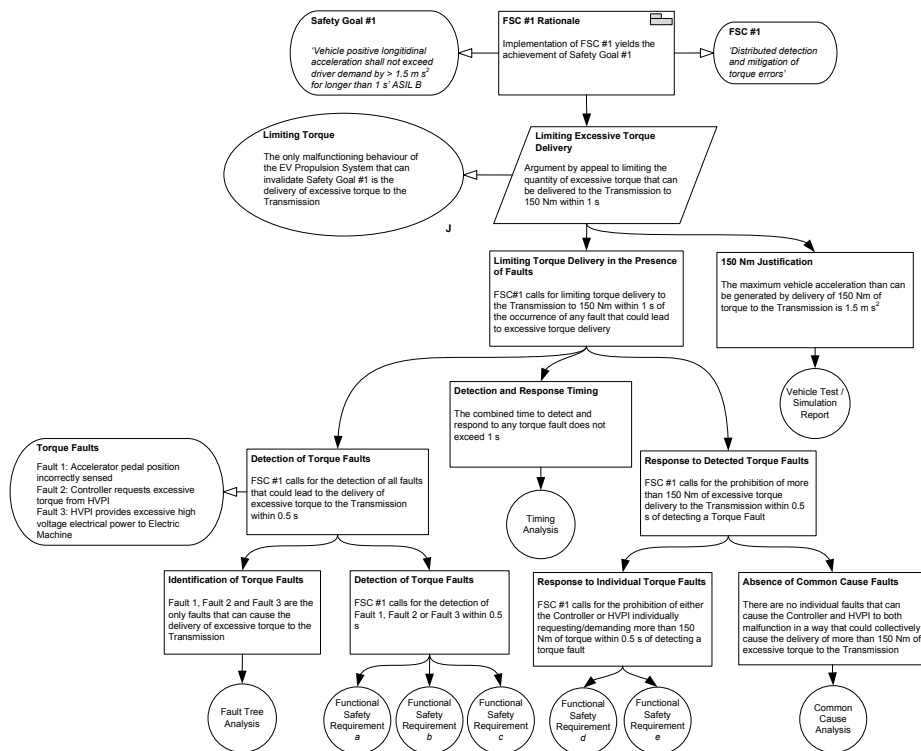 Safety Goal #1
'Vehicle positive longitidinal
acceleration shall not exceed
driver demand by > 1.5 m s²
for longer than 1 s' ASIL B
FSC #1 Rationale
Implementation of FSC #1 yields the
achievement of Safety Goal #1
FSC #1
'Distributed detection
and mitigation of
torque errors'
Limiting Torque
The only malfunctioning behaviour of
the EV Propulsion System that can
invalidate Safety Goal #1 is the
delivery of excessive torque to the
Transmission
J
Limiting Excessive Torque
Delivery
Argument by appeal to limiting the
quantity of excessive torque that can
be delivered to the Transmission to
150 Nm within 1 s
Limiting Torque Delivery in the Presence
of Faults
FSC#1 calls for limiting torque delivery to
the Transmission to 150 Nm within 1 s of
the occurrence of any fault that could lead to
excessive torque delivery
150 Nm Justification
The maximum vehicle acceleration than can
be generated by delivery of 150 Nm of
torque to the Transmission is 1.5 m s²
Vehicle Test /
Simulation
Report
Detection and Response Timing
The combined time to detect and
respond to any torque fault does not
exceed 1 s
Timing
Analysis
Torque Faults
Fault 1: Accelerator pedal position
incorrectly sensed
Fault 2: Controller requests excessive
torque from HVPI
Fault 3: HVPI provides excessive high
voltage electrical power to Electric
Machine
Detection of Torque Faults
FSC #1 calls for the detection of all faults
that could lead to the delivery of
excessive torque to the Transmission
within 0.5 s
Response to Detected Torque Faults
FSC #1 calls for the prohibition of more
than 150 Nm of excessive torque
delivery to the Transmission within 0.5
s of detecting a Torque Fault
Identification of Torque Faults
Fault 1, Fault 2 and Fault 3 are the
only faults that can cause the
delivery of excessive torque to the
Transmission
Detection of Torque Faults
FSC #1 calls for the detection of
Fault 1, Fault 2 or Fault 3 within 0.5
s
Response to Individual Torque Faults
FSC #1 calls for the prohibition of either
the Controller or HVPI individually
requesting/demanding more than 150
Nm of torque within 0.5 s of detecting a
torque fault
Absence of Common Cause Faults
There are no individual faults that can
cause the Controller and HVPI to both
malfunction in a way that could collectively
cause the delivery of more than 150 Nm of
excessive torque to the Transmission
Fault Tree
Analysis
Functional
Safety
Requirement
a
Functional
Safety
Requirement
b
Functional
Safety
Requirement
c
Functional
Safety
Requirement
d
Functional
Safety
Requirement
e
Common
Cause
Analysis